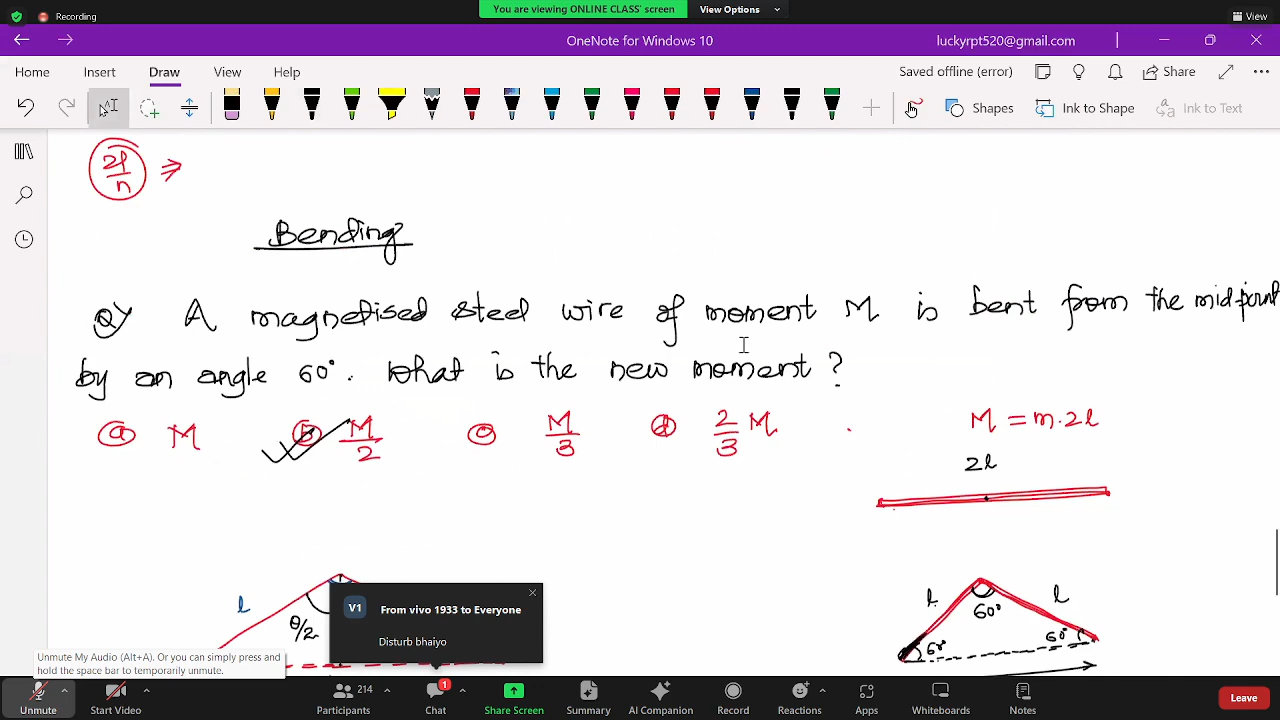 Recording
You are viewing ONLINE CLASS' screen
View Options
View
OneNote for Windows 10
luckyrpt520@gmail.com
Home Insert Draw View Help
Saved offline (error)
Share
Shapes
Ink to Shape
Ink to Text
2l/n ⇒
Bending
Q) A magnetised steel wire of moment M is bent from the midpoint
by an angle 60°. What is the new moment ?
(a) M (b) M/2 (c) M/3 (d) 2/3 M
M = m.2l
2l
l
θ/2
l
60°
l
60°
60°
V1
From vivo 1933 to Everyone
Disturb bhaiyo
Unmute My Audio (Alt+A). Or you can simply press and
hold the space bar to temporarily unmute.
214
1
Unmute Start Video Participants Chat Share Screen Summary AI Companion Record Reactions Apps Whiteboards Notes
Leave